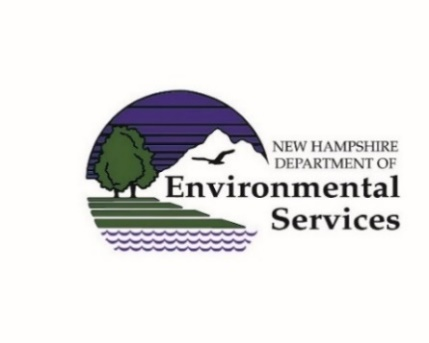 NEW HAMPSHIRE
DEPARTMENT OF
Environmental
Services